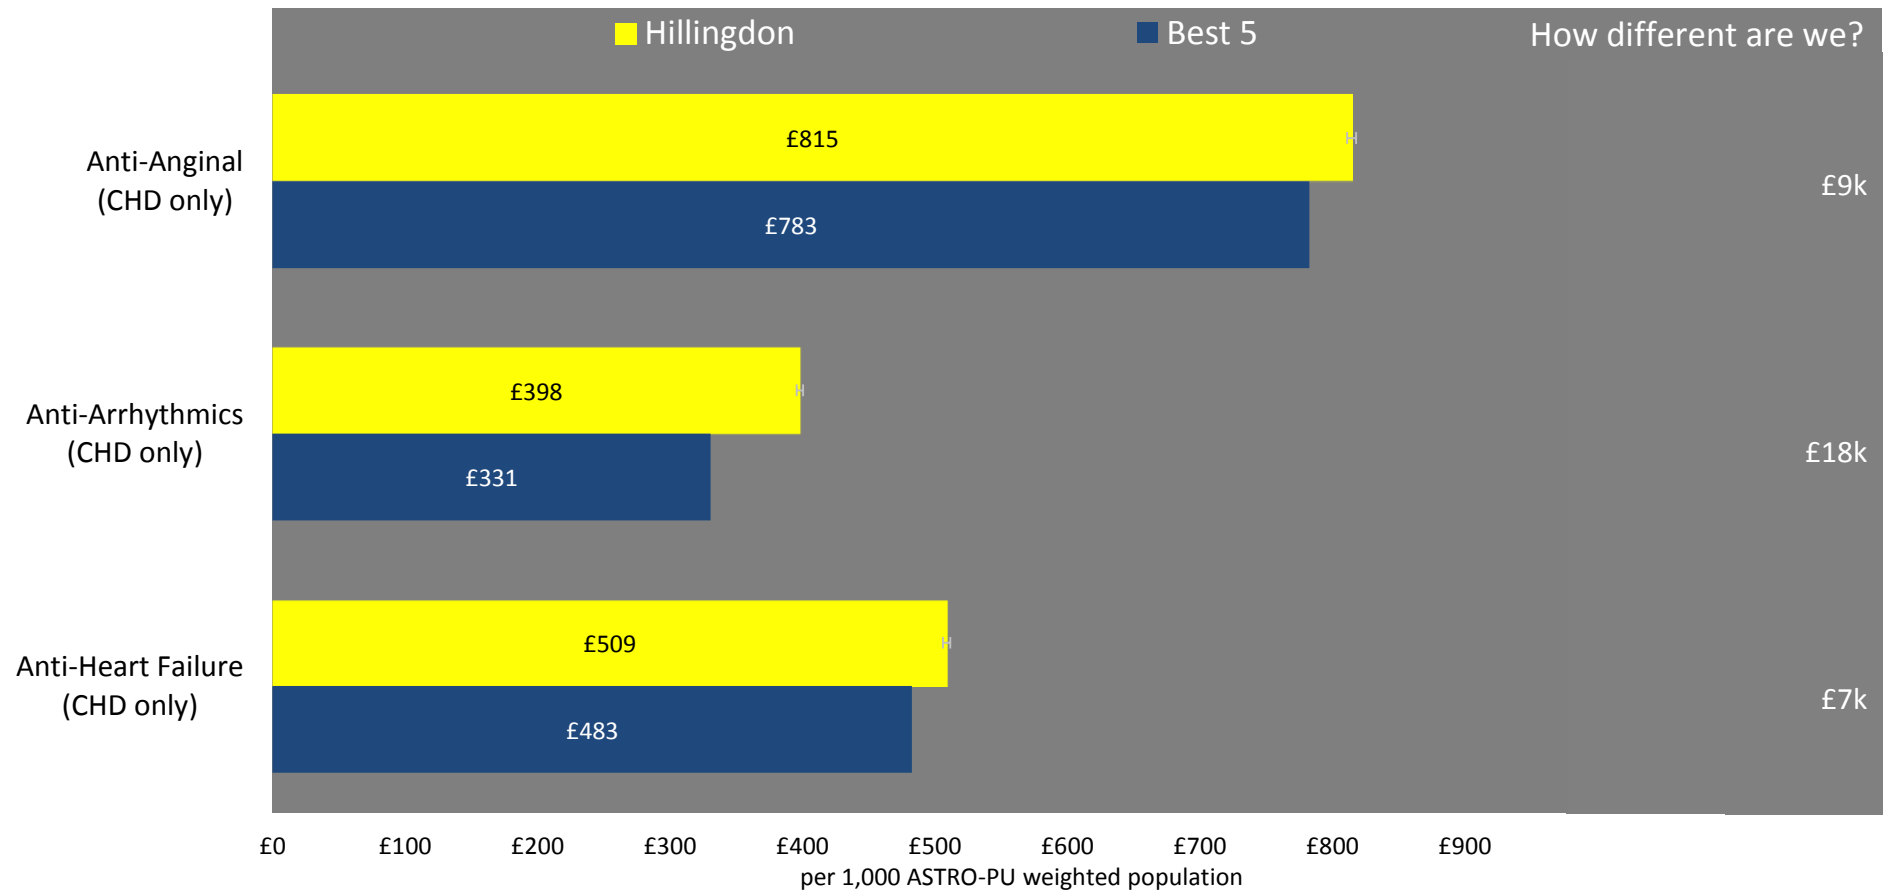 Hillingdon
Best 5
How different are we?
Anti-Anginal
(CHD only)
£815
£783
£9k
Anti-Arrhythmics
(CHD only)
£398
£331
£18k
Anti-Heart Failure
(CHD only)
£509
£483
£7k
£0 £100 £200 £300 £400 £500 £600 £700 £800 £900
per 1,000 ASTRO-PU weighted population